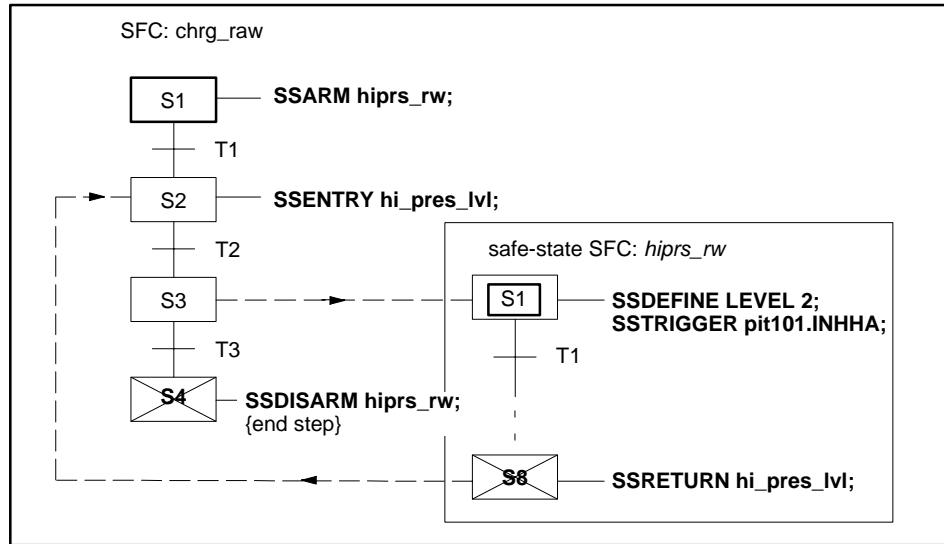 SFC: chrg_raw
S1
SSARM hiprs_rw;
T1
S2
SSENTRY hi_pres_lvl;
T2
safe-state SFC: hiprs_rw
S3
S1
SSDEFINE LEVEL 2;
SSTRIGGER pit101.INHHA;
T3
T1
S4
SSDISARM hiprs_rw;
{end step}
S8
SSRETURN hi_pres_lvl;